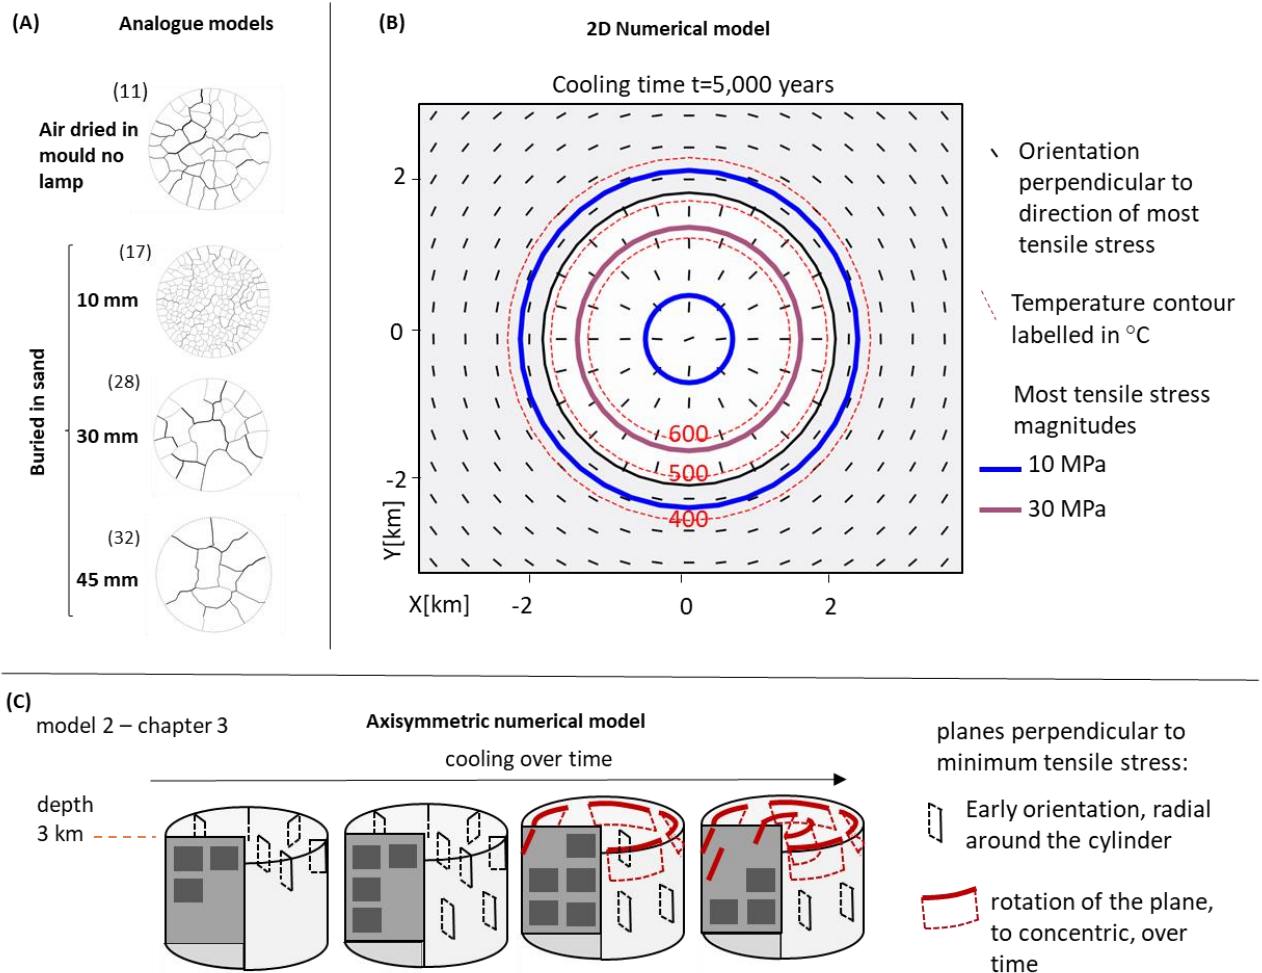 (A)
Analogue models
(11)
Air dried in
mould no
lamp
(17)
10 mm
(28)
Buried in sand
30 mm
(32)
45 mm
(B)
2D Numerical model
Cooling time t=5,000 years
2
0
-2
Y[km]
600
500
400
X[km]
-2
0
2
Orientation
perpendicular to
direction of most
tensile stress
Temperature contour
labelled in °C
Most tensile stress
magnitudes
10 MPa
30 MPa
(C)
model 2 – chapter 3
Axisymmetric numerical model
cooling over time
depth
3 km
planes perpendicular to
minimum tensile stress:
Early orientation, radial
around the cylinder
rotation of the plane,
to concentric, over
time